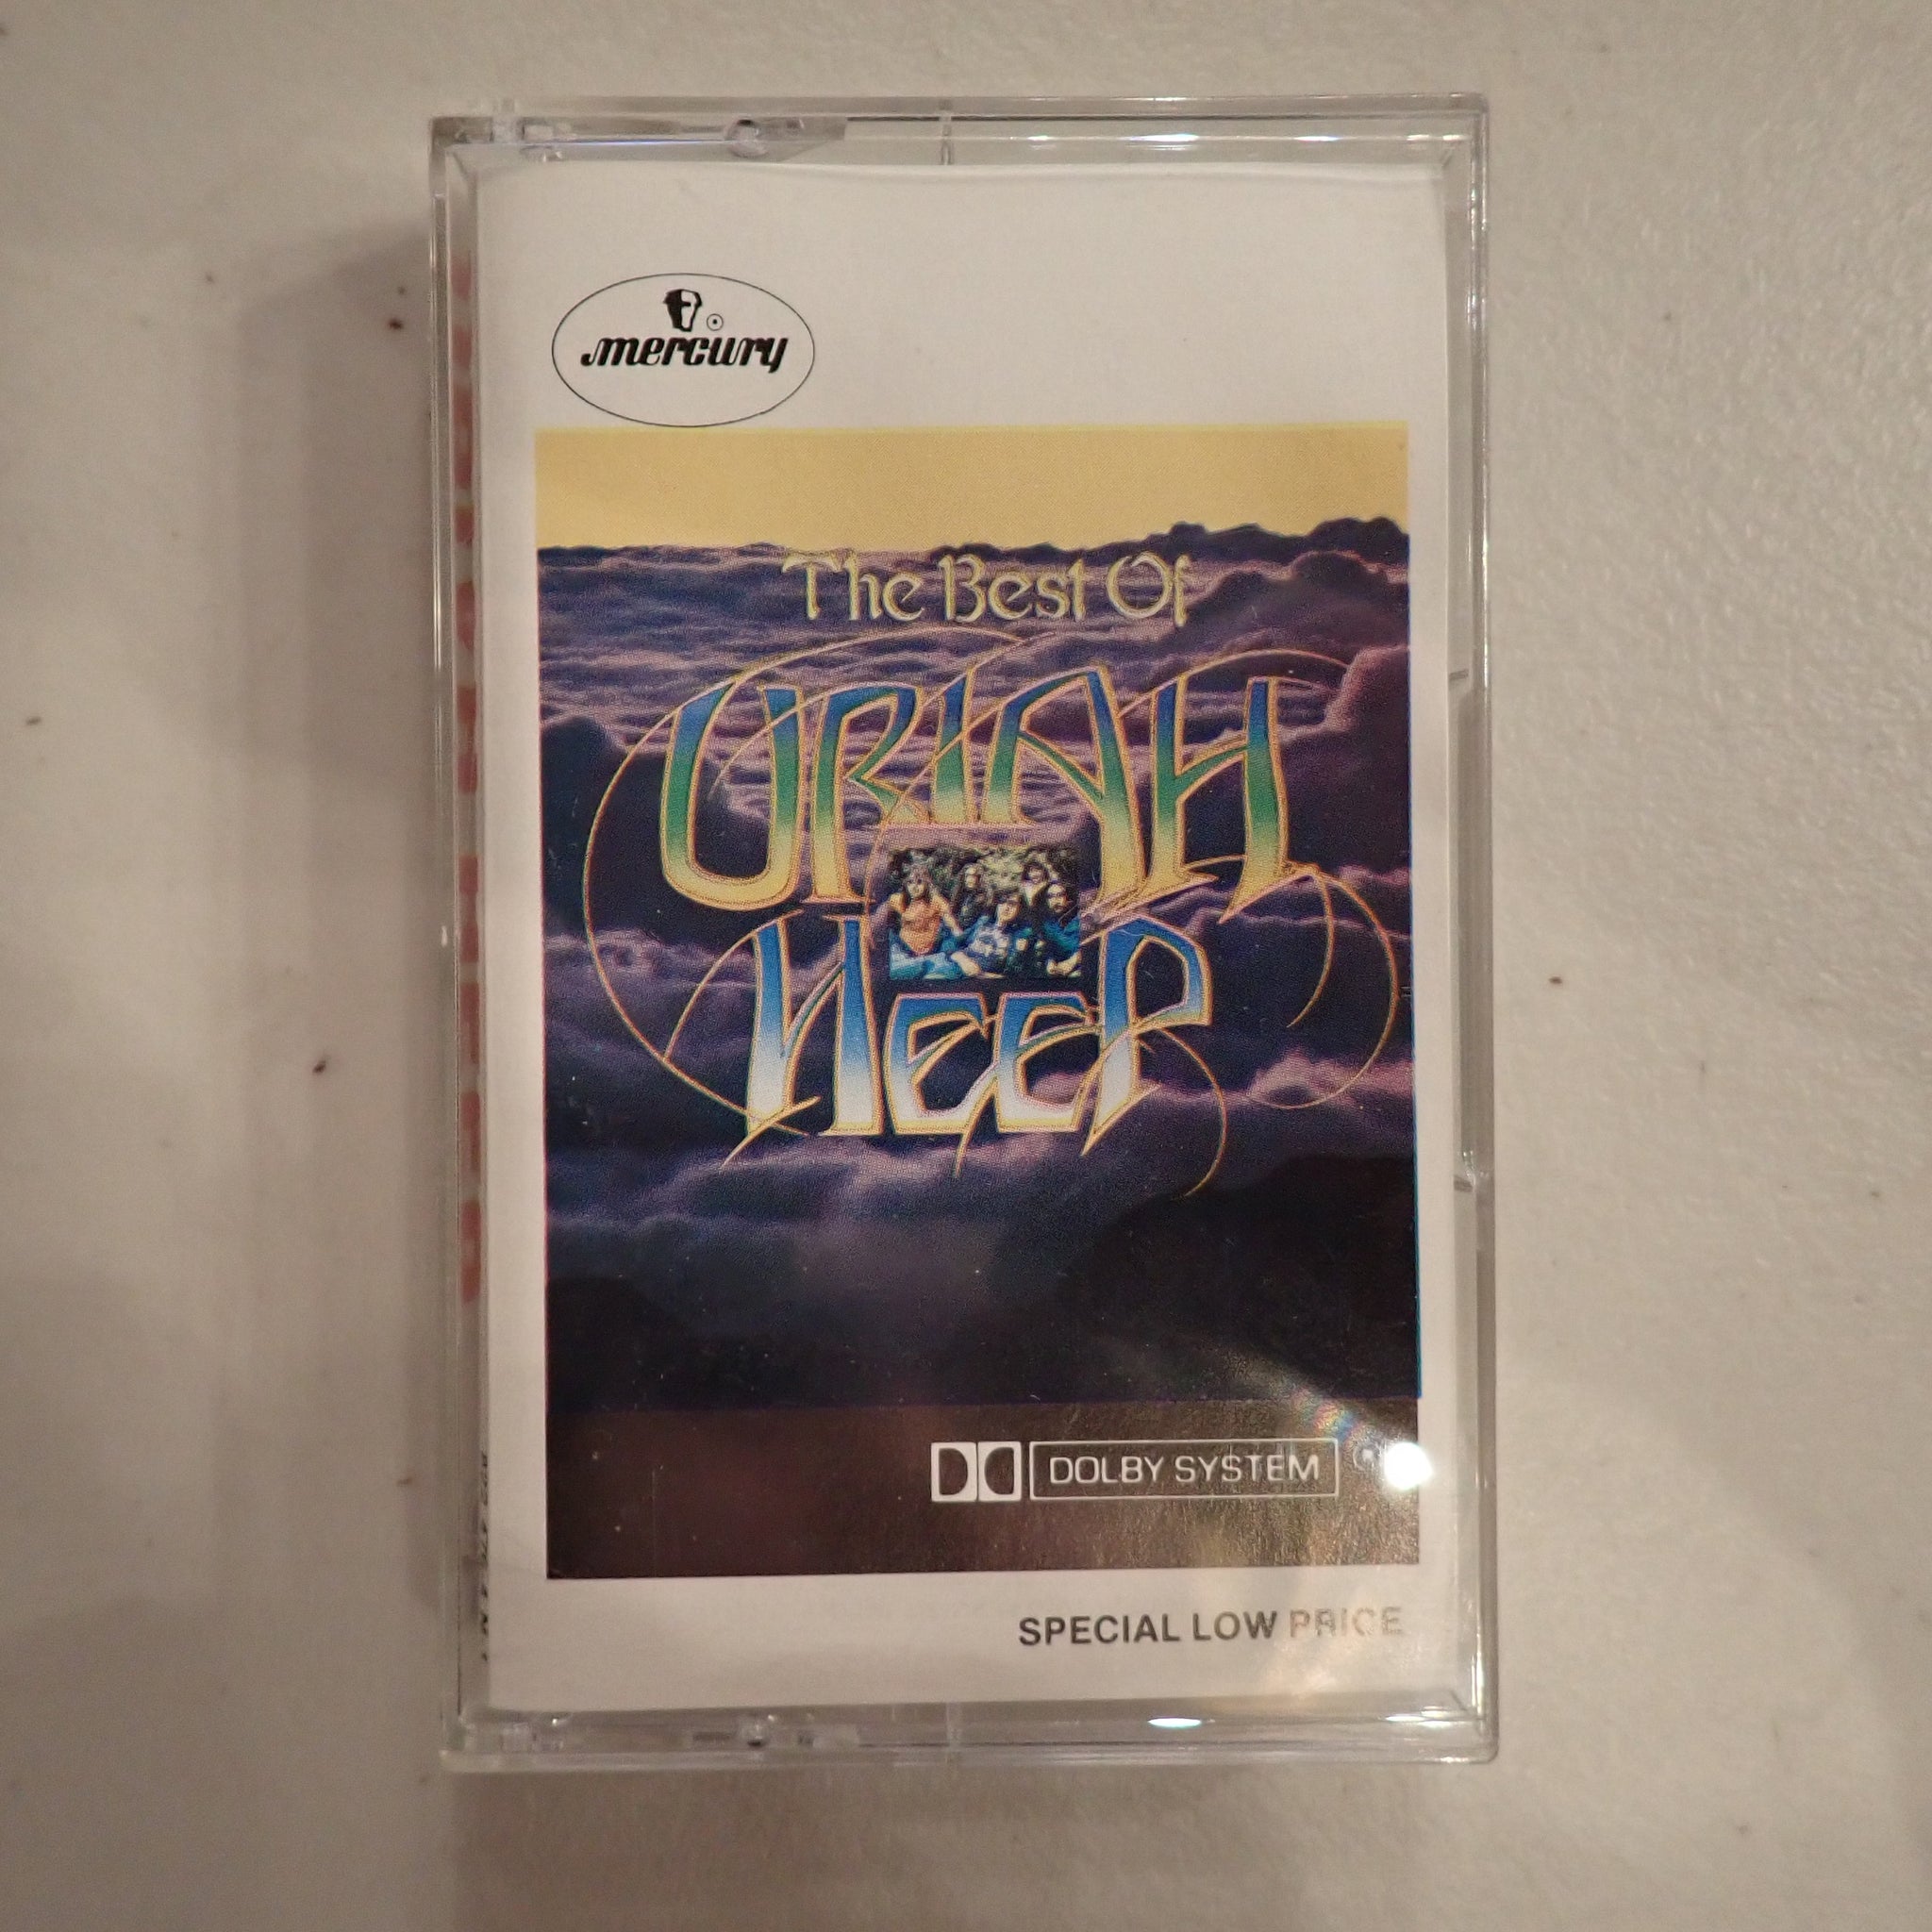 mercury
The Best Of
URIAH
HEEP
DOLBY SYSTEM
SPECIAL LOW PRICE